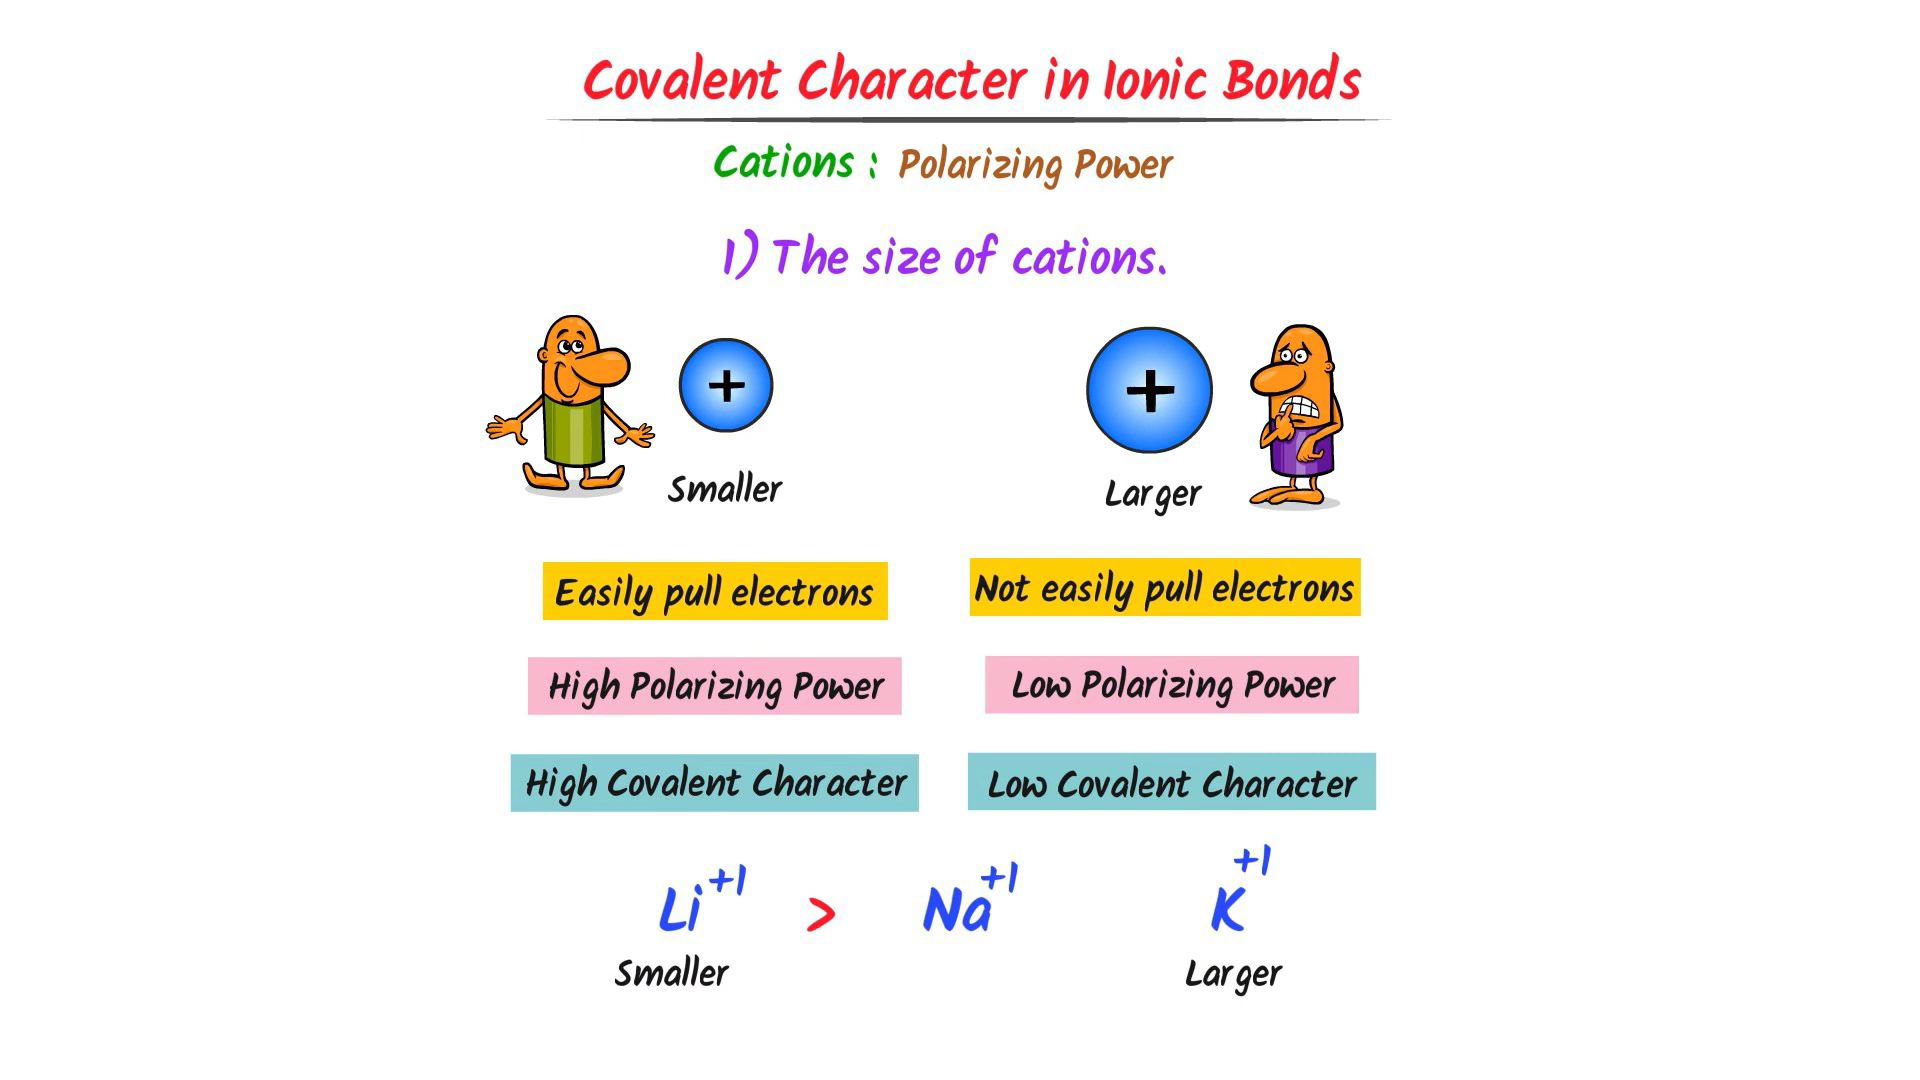 Covalent Character in Ionic Bonds
Cations : Polarizing Power
1) The size of cations.
+
+
Smaller
Larger
Easily pull electrons
Not easily pull electrons
High Polarizing Power
Low Polarizing Power
High Covalent Character
Low Covalent Character
Li⁺¹ > Na⁺¹ K⁺¹
Smaller
Larger